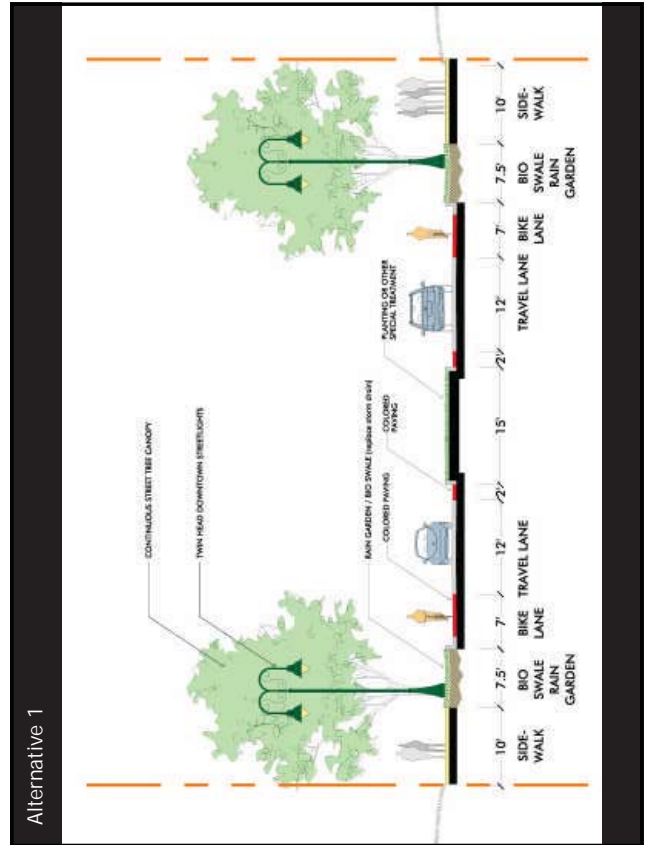 Alternative 1
CONTINUOUS STREET TREE CANOPY
TWIN HEAD DOWNTOWN STREETLIGHTS
RAIN GARDEN / BIO SWALE (replace storm drain)
COLORED PAVING
COLORED
PAVING
PLANTING OR OTHER
SPECIAL TREATMENT
10'
7.5'
7'
12'
2'
15'
2'
12'
7'
7.5'
10'
SIDE-
WALK
BIO
SWALE
RAIN
GARDEN
BIKE
LANE
TRAVEL LANE
TRAVEL LANE
BIKE
LANE
BIO
SWALE
RAIN
GARDEN
SIDE-
WALK